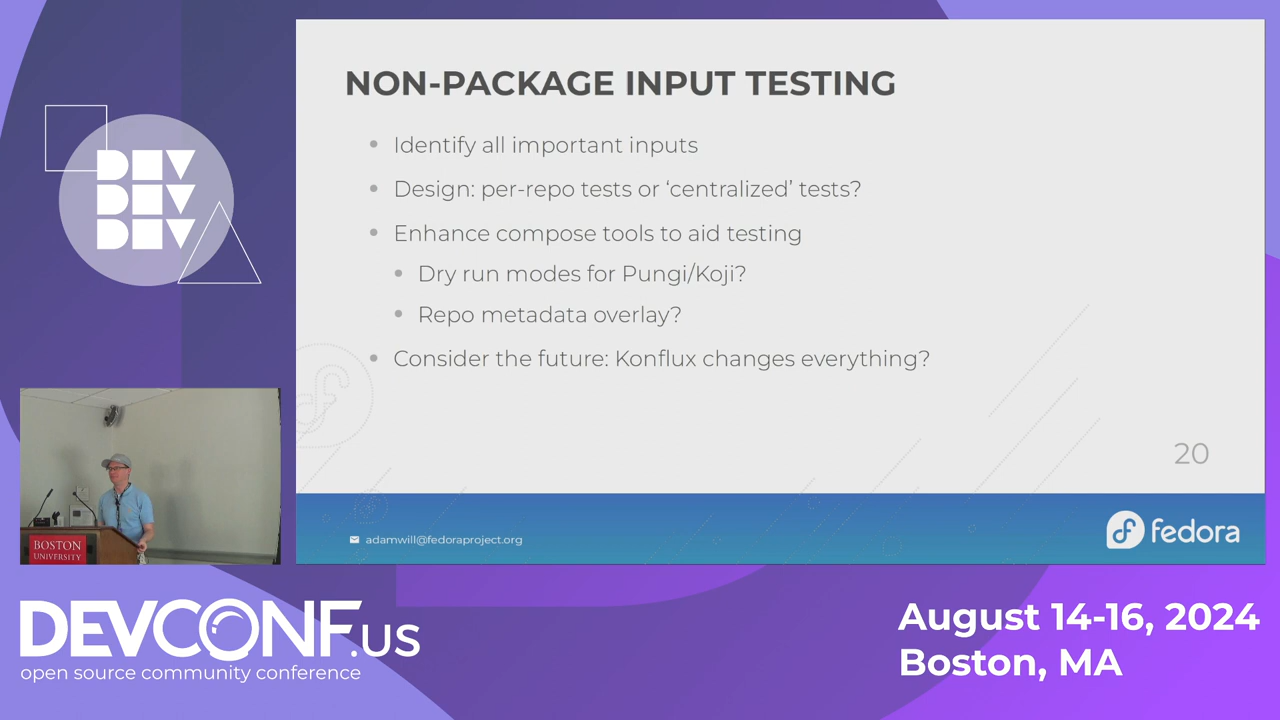 NON-PACKAGE INPUT TESTING
Identify all important inputs
Design: per-repo tests or ‘centralized’ tests?
Enhance compose tools to aid testing
Dry run modes for Pungi/Koji?
Repo metadata overlay?
Consider the future: Konflux changes everything?
20
adamwill@fedoraproject.org
fedora
DEV
DEV
DEV
BOSTON
UNIVERSITY
DEVCONF.US
open source community conference
August 14-16, 2024
Boston, MA